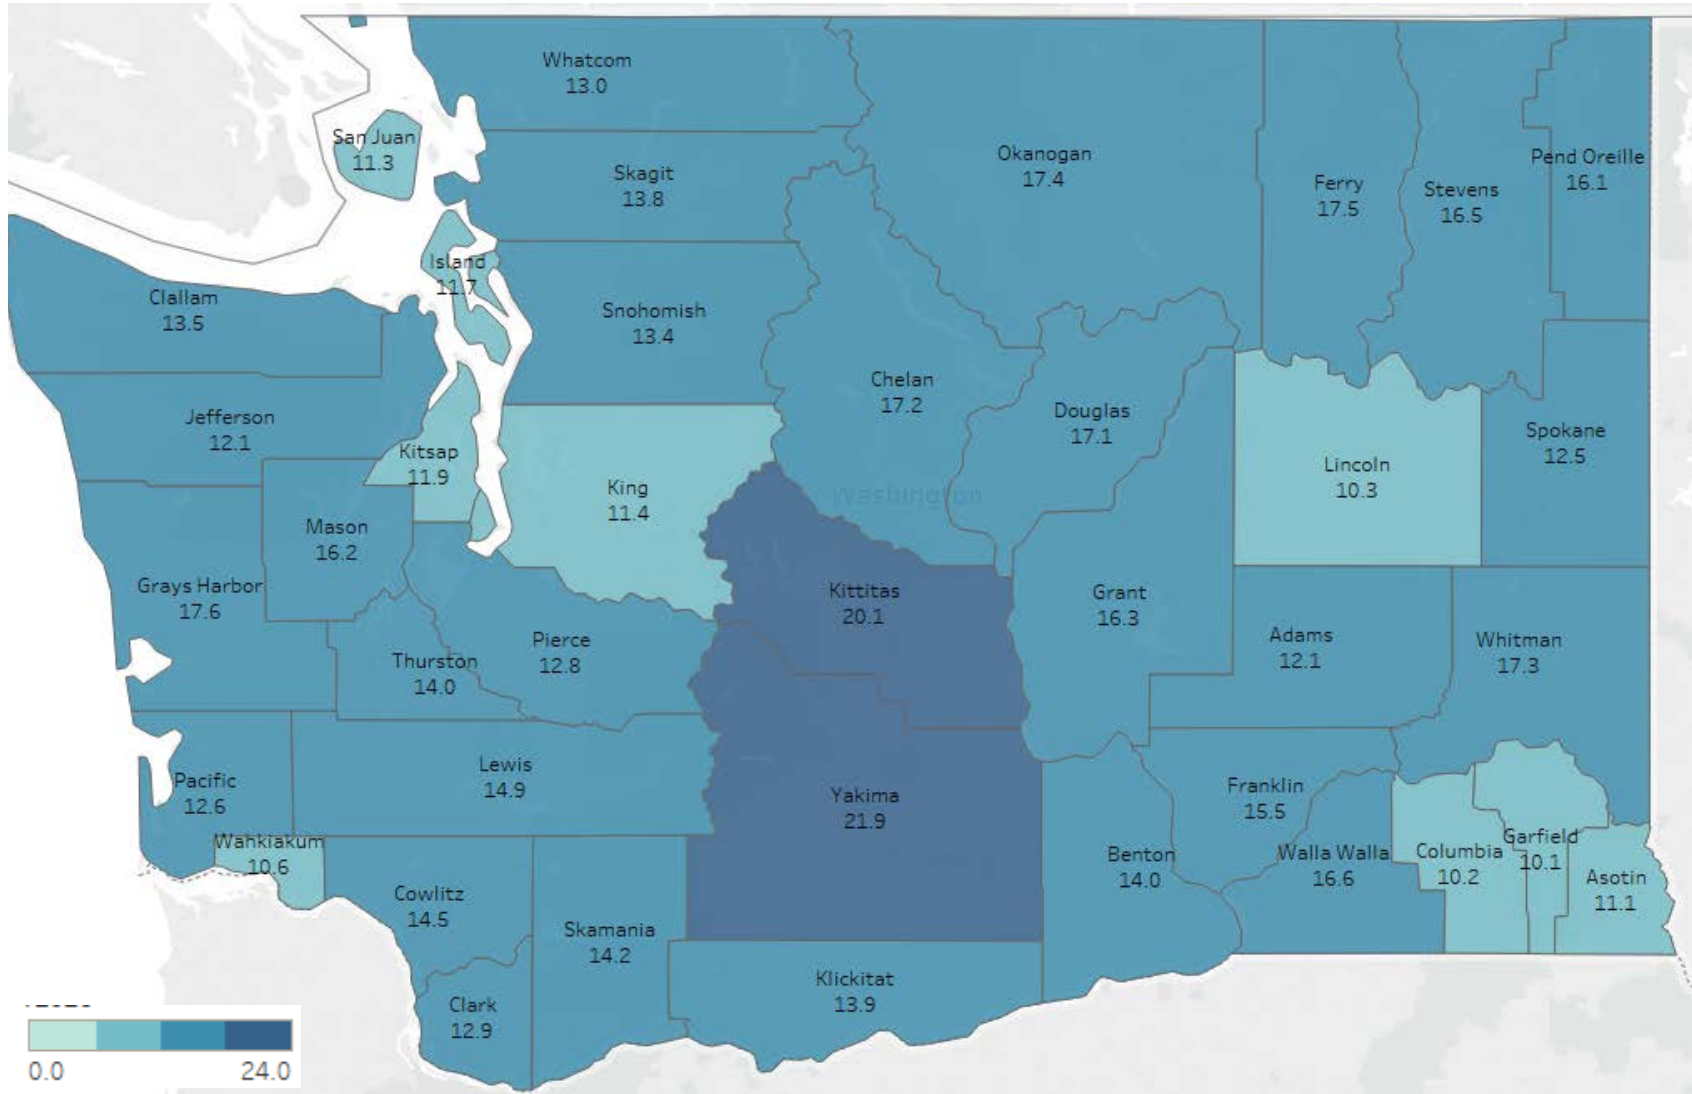 Whatcom
13.0
San Juan
11.3
Skagit
13.8
Okanogan
17.4
Ferry
17.5
Stevens
16.5
Pend Oreille
16.1
Island
11.7
Clallam
13.5
Snohomish
13.4
Chelan
17.2
Douglas
17.1
Jefferson
12.1
Kitsap
11.9
King
11.4
Lincoln
10.3
Spokane
12.5
Washington
Mason
16.2
Grays Harbor
17.6
Kittitas
20.1
Grant
16.3
Adams
12.1
Whitman
17.3
Thurston
14.0
Pierce
12.8
Pacific
12.6
Lewis
14.9
Yakima
21.9
Franklin
15.5
Wahkiakum
10.6
Benton
14.0
Walla Walla
16.6
Columbia
10.2
Garfield
10.1
Asotin
11.1
Cowlitz
14.5
Skamania
14.2
Klickitat
13.9
Clark
12.9
0.0 24.0